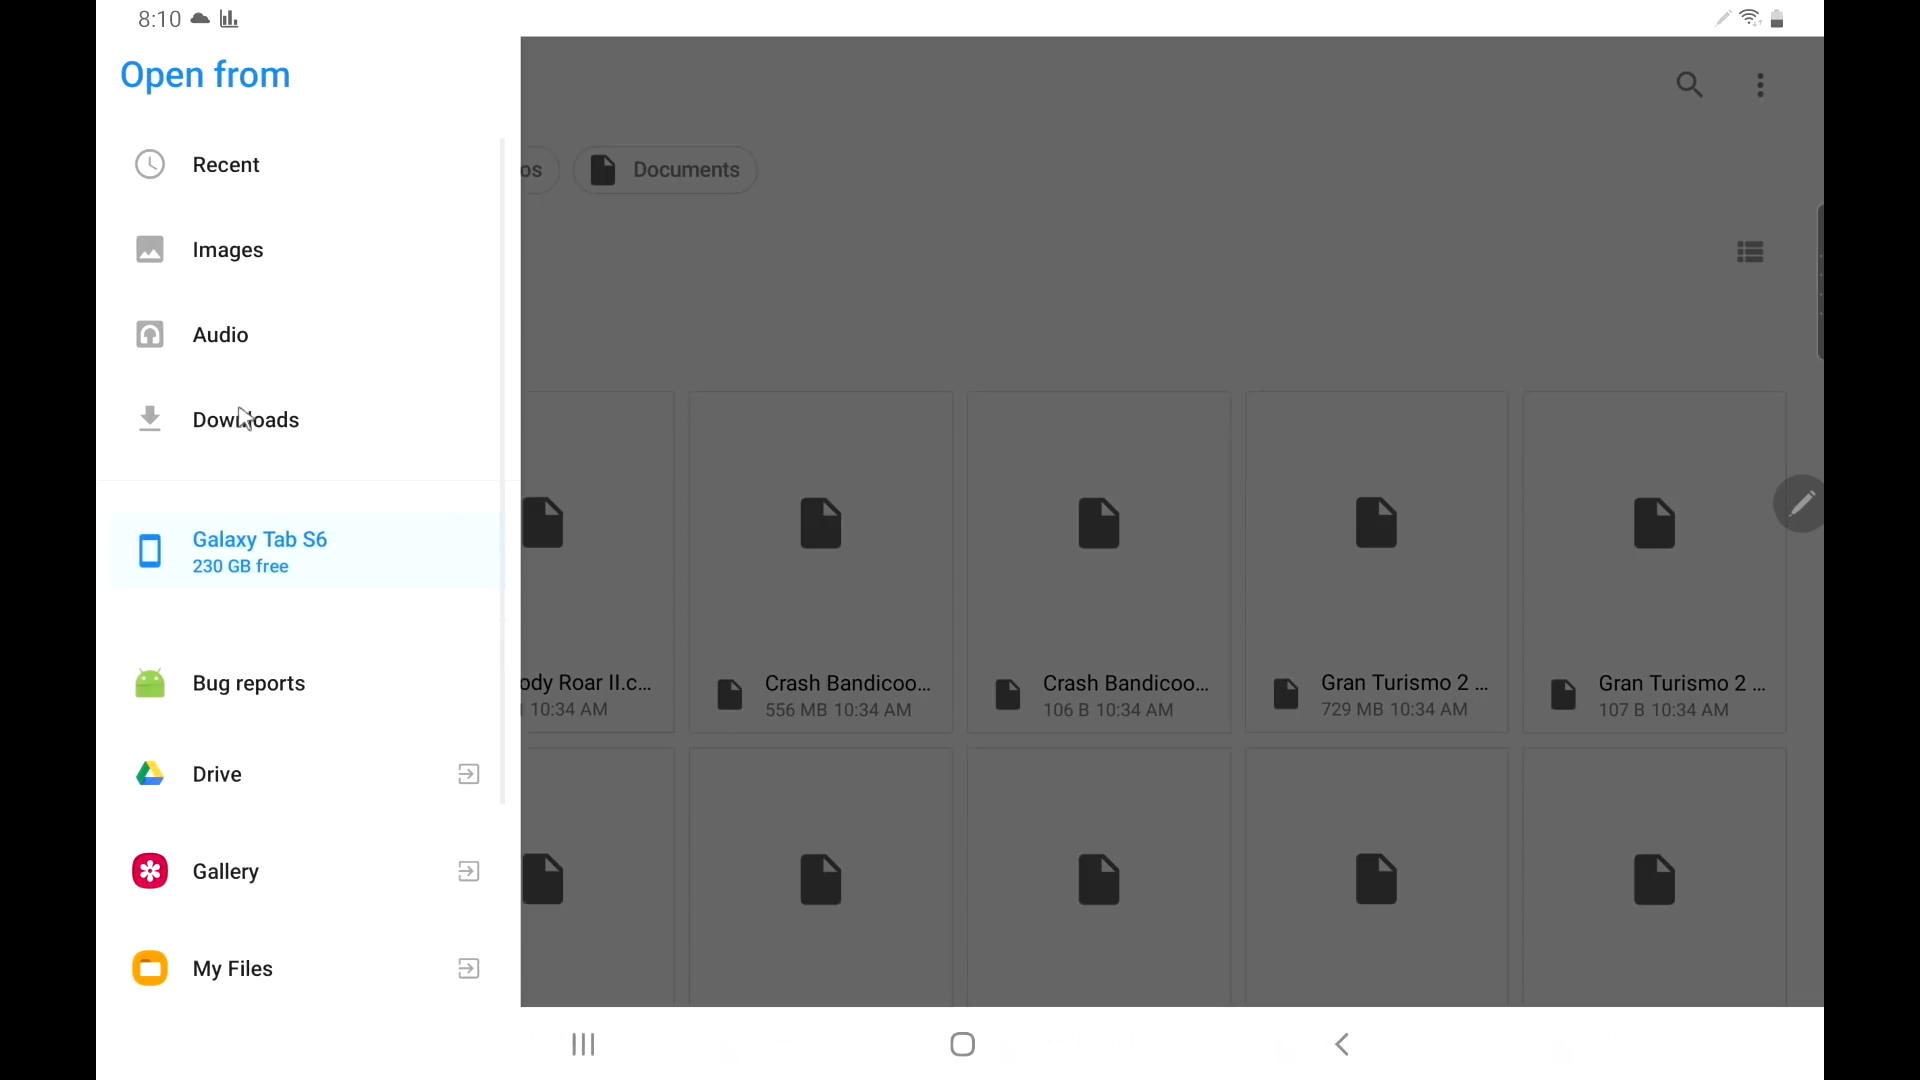 8:10
Open from
Recent
Images
Audio
Downloads
Galaxy Tab S6
230 GB free
Bug reports
Drive
Gallery
My Files
os
Documents
ody Roar II.c...
10:34 AM
Crash Bandicoo...
556 MB 10:34 AM
Crash Bandicoo...
106 B 10:34 AM
Gran Turismo 2 ...
729 MB 10:34 AM
Gran Turismo 2 ...
107 B 10:34 AM